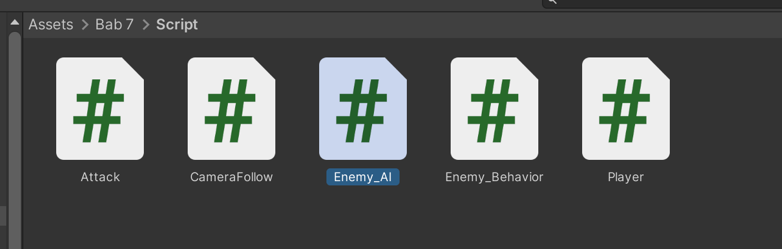 Assets > Bab 7 > Script
Attack
CameraFollow
Enemy_AI
Enemy_Behavior
Player